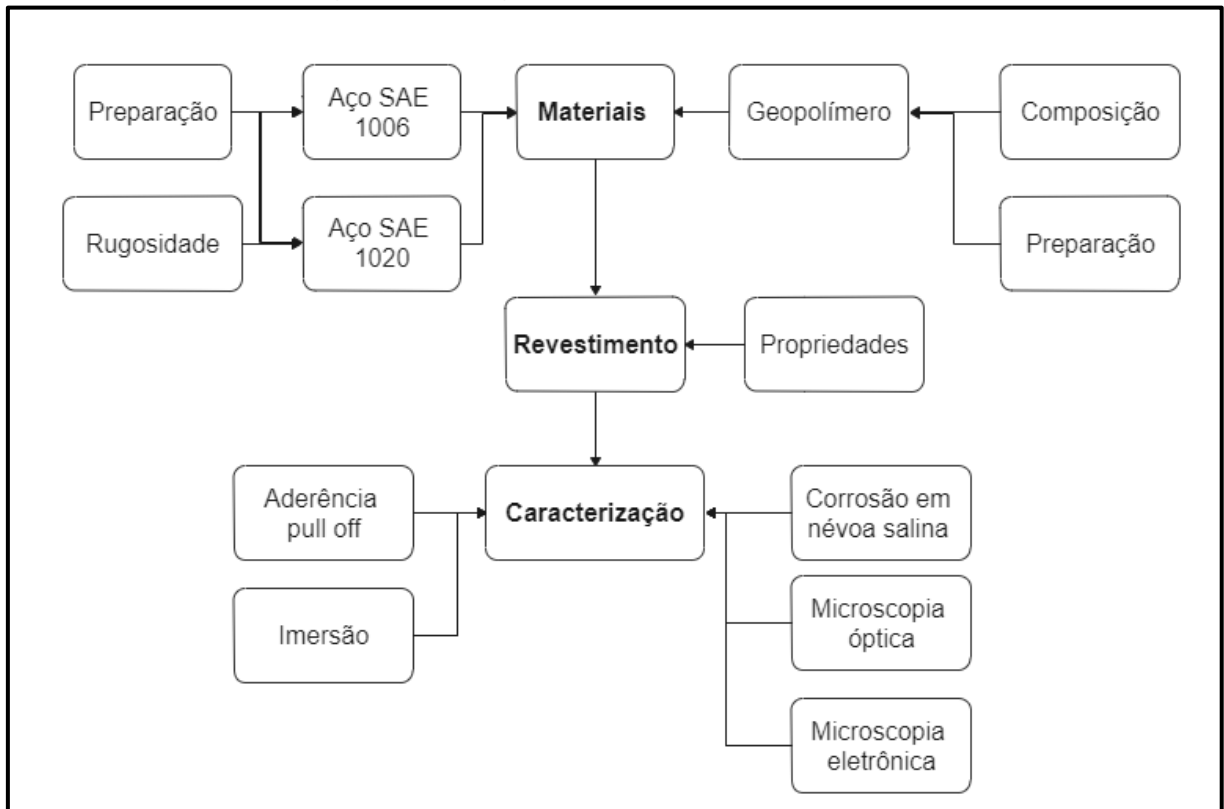 Preparação
Aço SAE
1006
Materiais
Geopolímero
Composição
Rugosidade
Aço SAE
1020
Preparação
Revestimento
Propriedades
Aderência
pull off
Caracterização
Corrosão em
névoa salina
Imersão
Microscopia
óptica
Microscopia
eletrônica